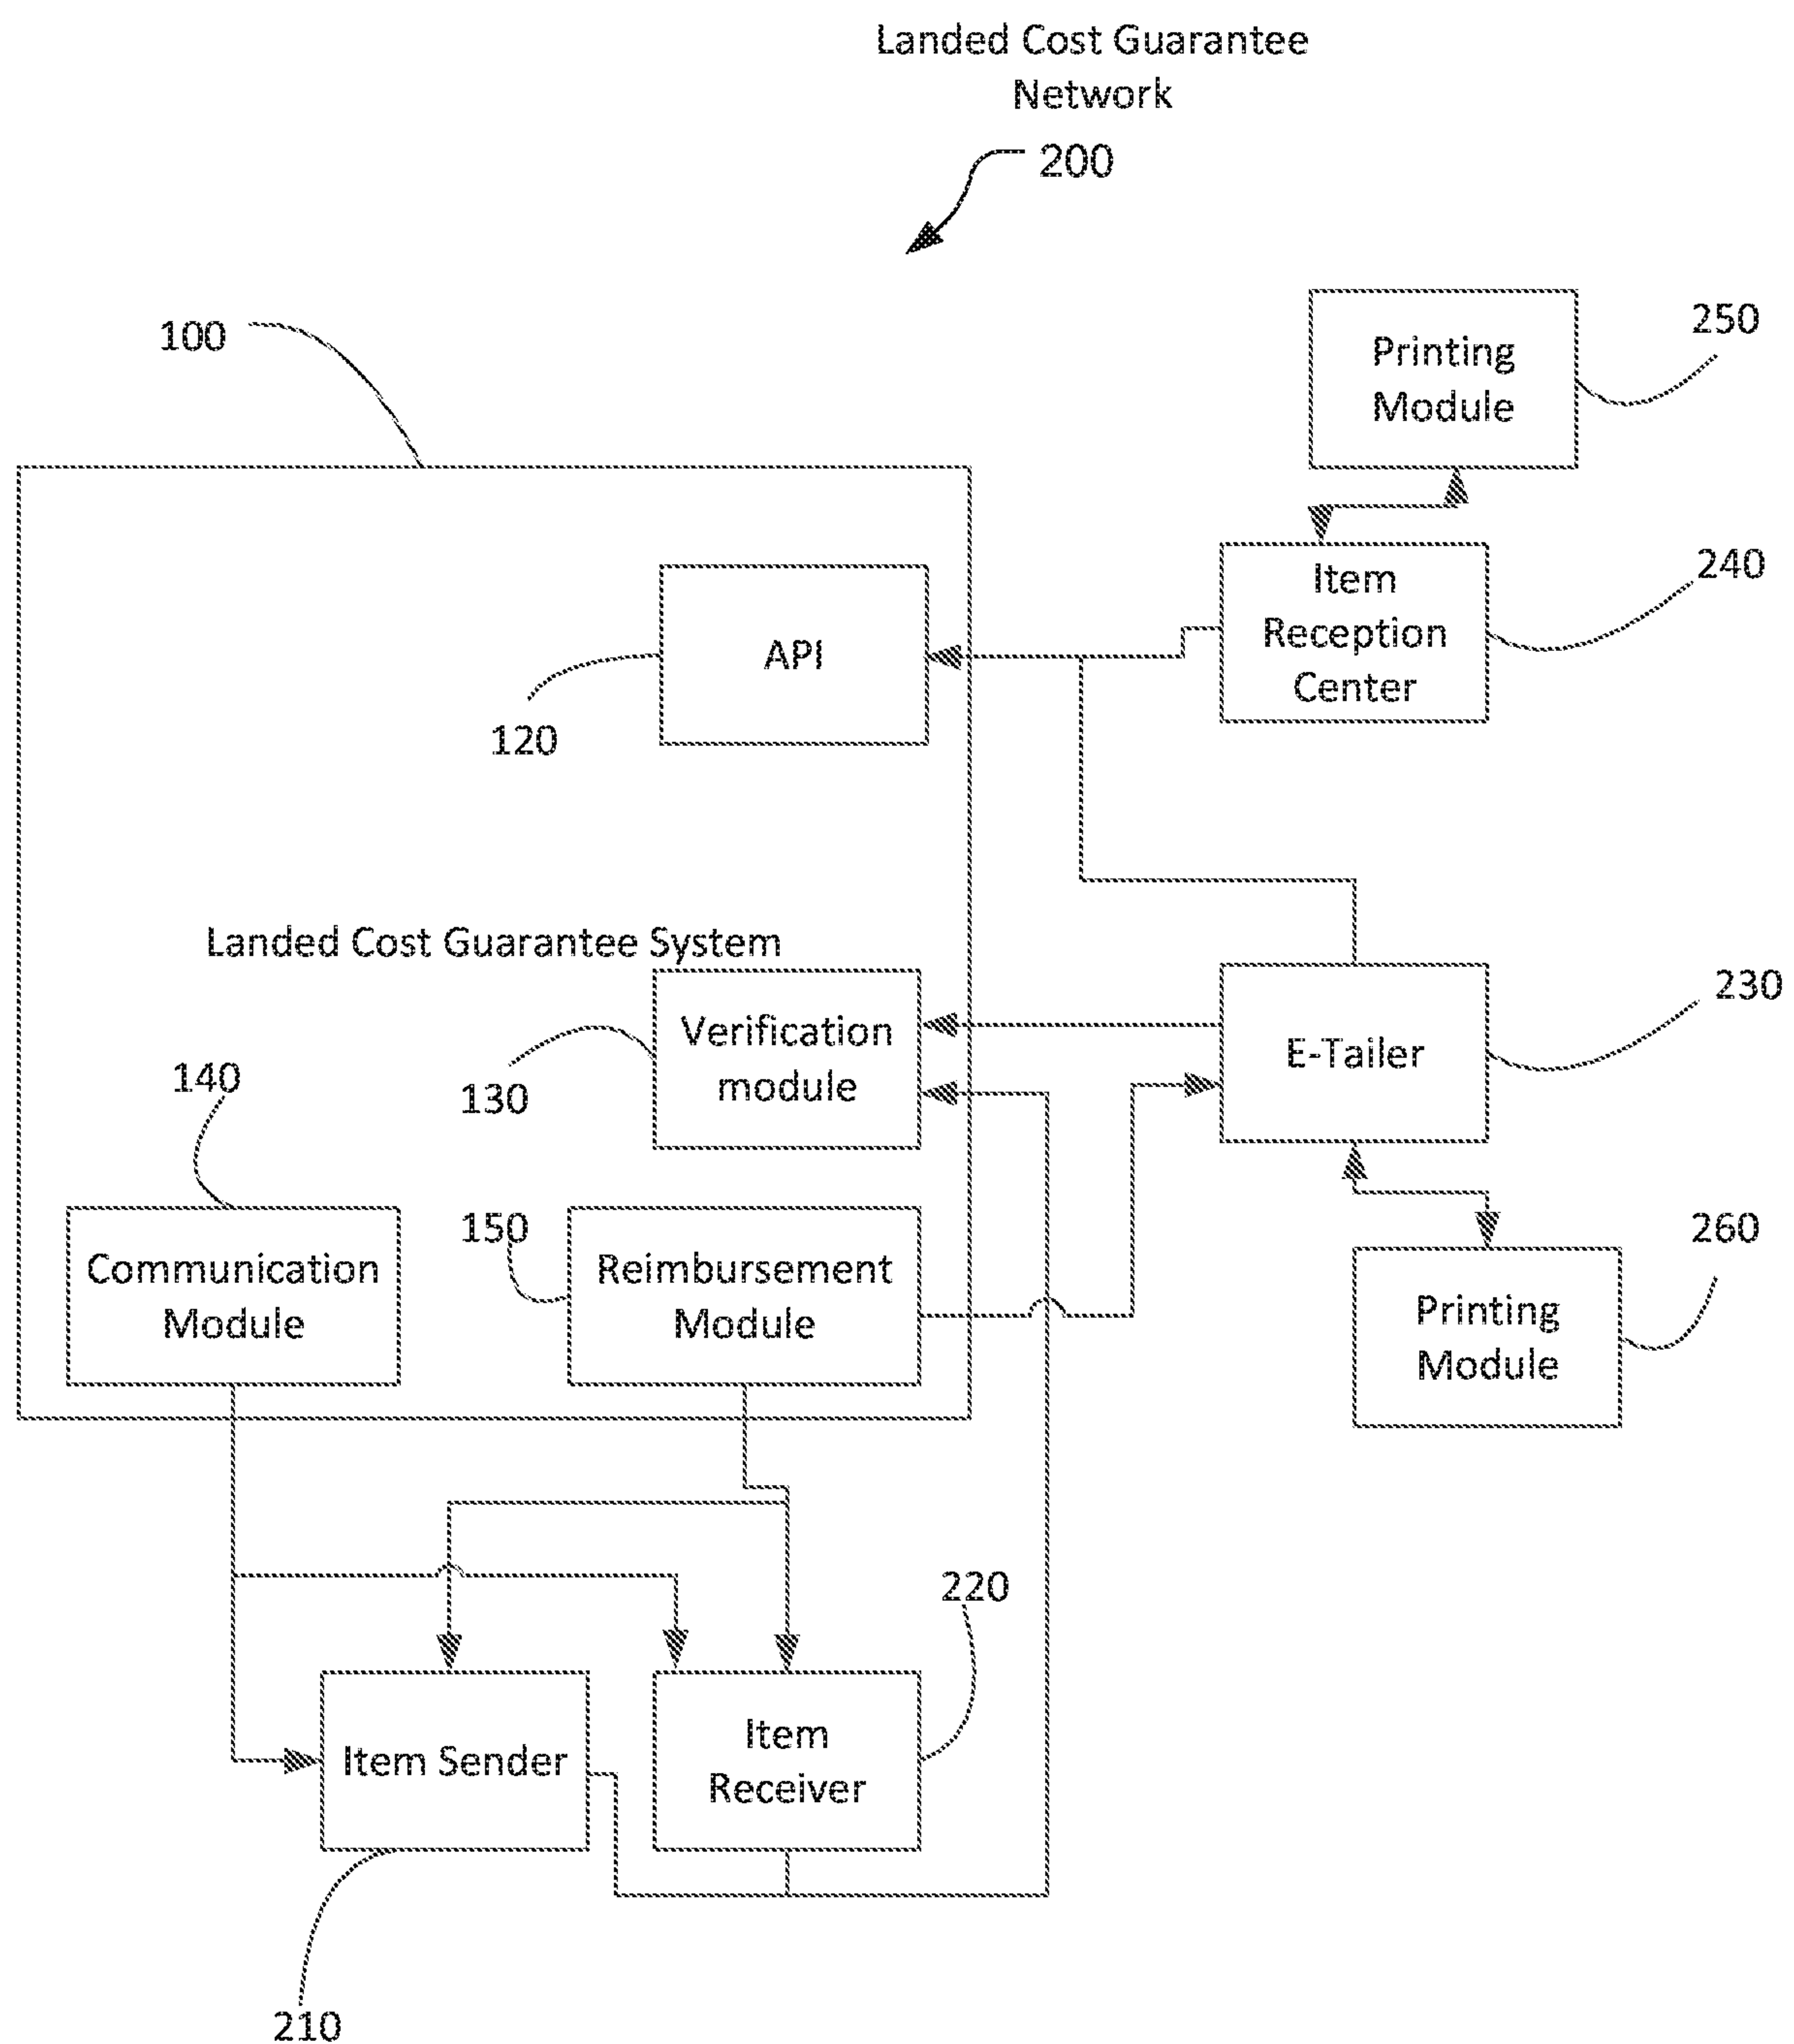 Landed Cost Guarantee
Network
200
100
Printing
Module
250
Item
Reception
Center
240
API
120
Landed Cost Guarantee System
Verification
module
130
E-Tailer
230
140
Communication
Module
150
Reimbursement
Module
Printing
Module
260
220
Item Sender
Item
Receiver
210